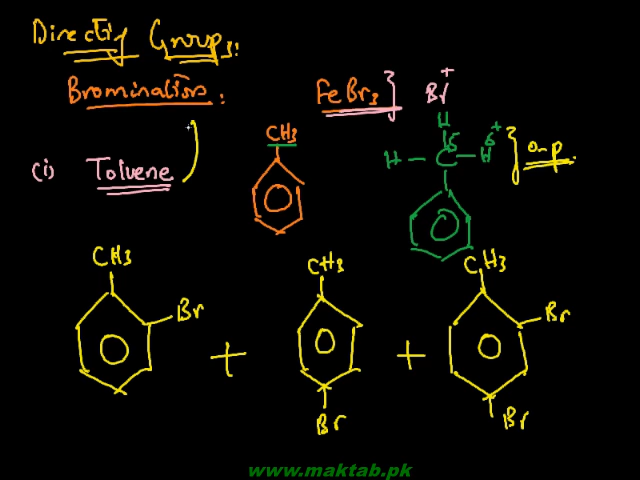 Directing Groups:
Bromination: FeBr3 } Br+
(i) Toluene
CH3
H
H - C - H
δ δ+
} o-p.
CH3 Br + CH3 Br + CH3 Br Br
www.maktab.pk